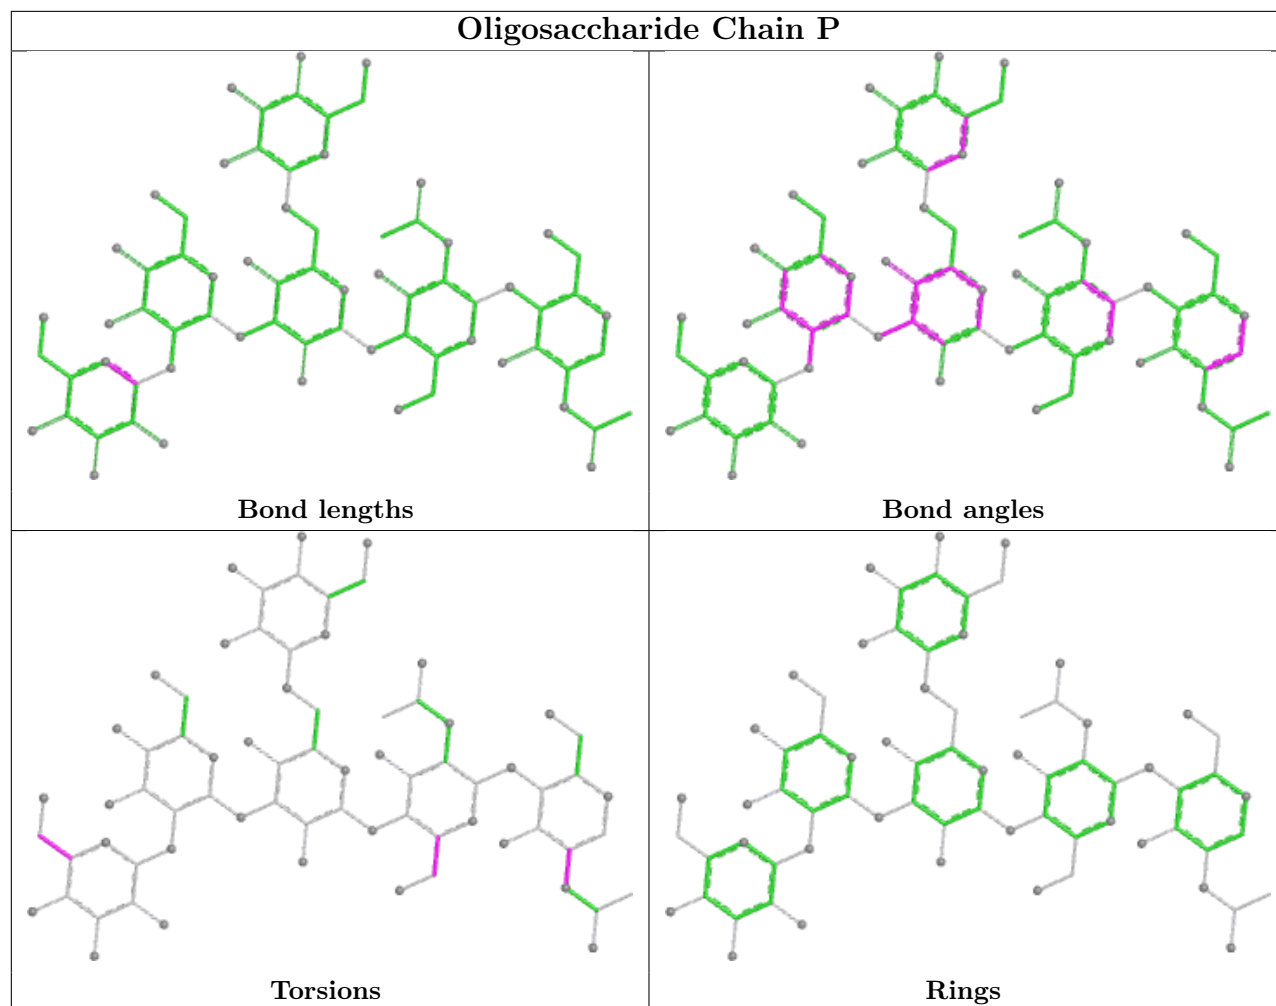 Oligosaccharide Chain P
Bond lengths
Bond angles
Torsions
Rings